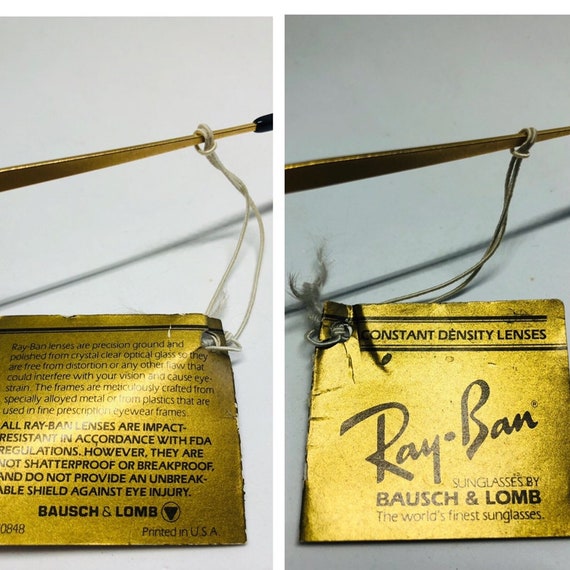 Ray-Ban lenses are precision ground and
polished from crystal clear optical glass so they
are free from distortion or any other flaw that
could interfere with your vision and cause eye-
strain. The frames are meticulously crafted from
specially alloyed metal or from plastics that are
used in fine prescription eyewear frames.
ALL RAY-BAN LENSES ARE IMPACT-
RESISTANT IN ACCORDANCE WITH FDA
REGULATIONS. HOWEVER, THEY ARE
NOT SHATTERPROOF OR BREAKPROOF,
AND DO NOT PROVIDE AN UNBREAK-
ABLE SHIELD AGAINST EYE INJURY.
BAUSCH & LOMB
0848 Printed in U.S.A.
CONSTANT DENSITY LENSES
Ray-Ban®
SUNGLASSES BY
BAUSCH & LOMB
The world's finest sunglasses.